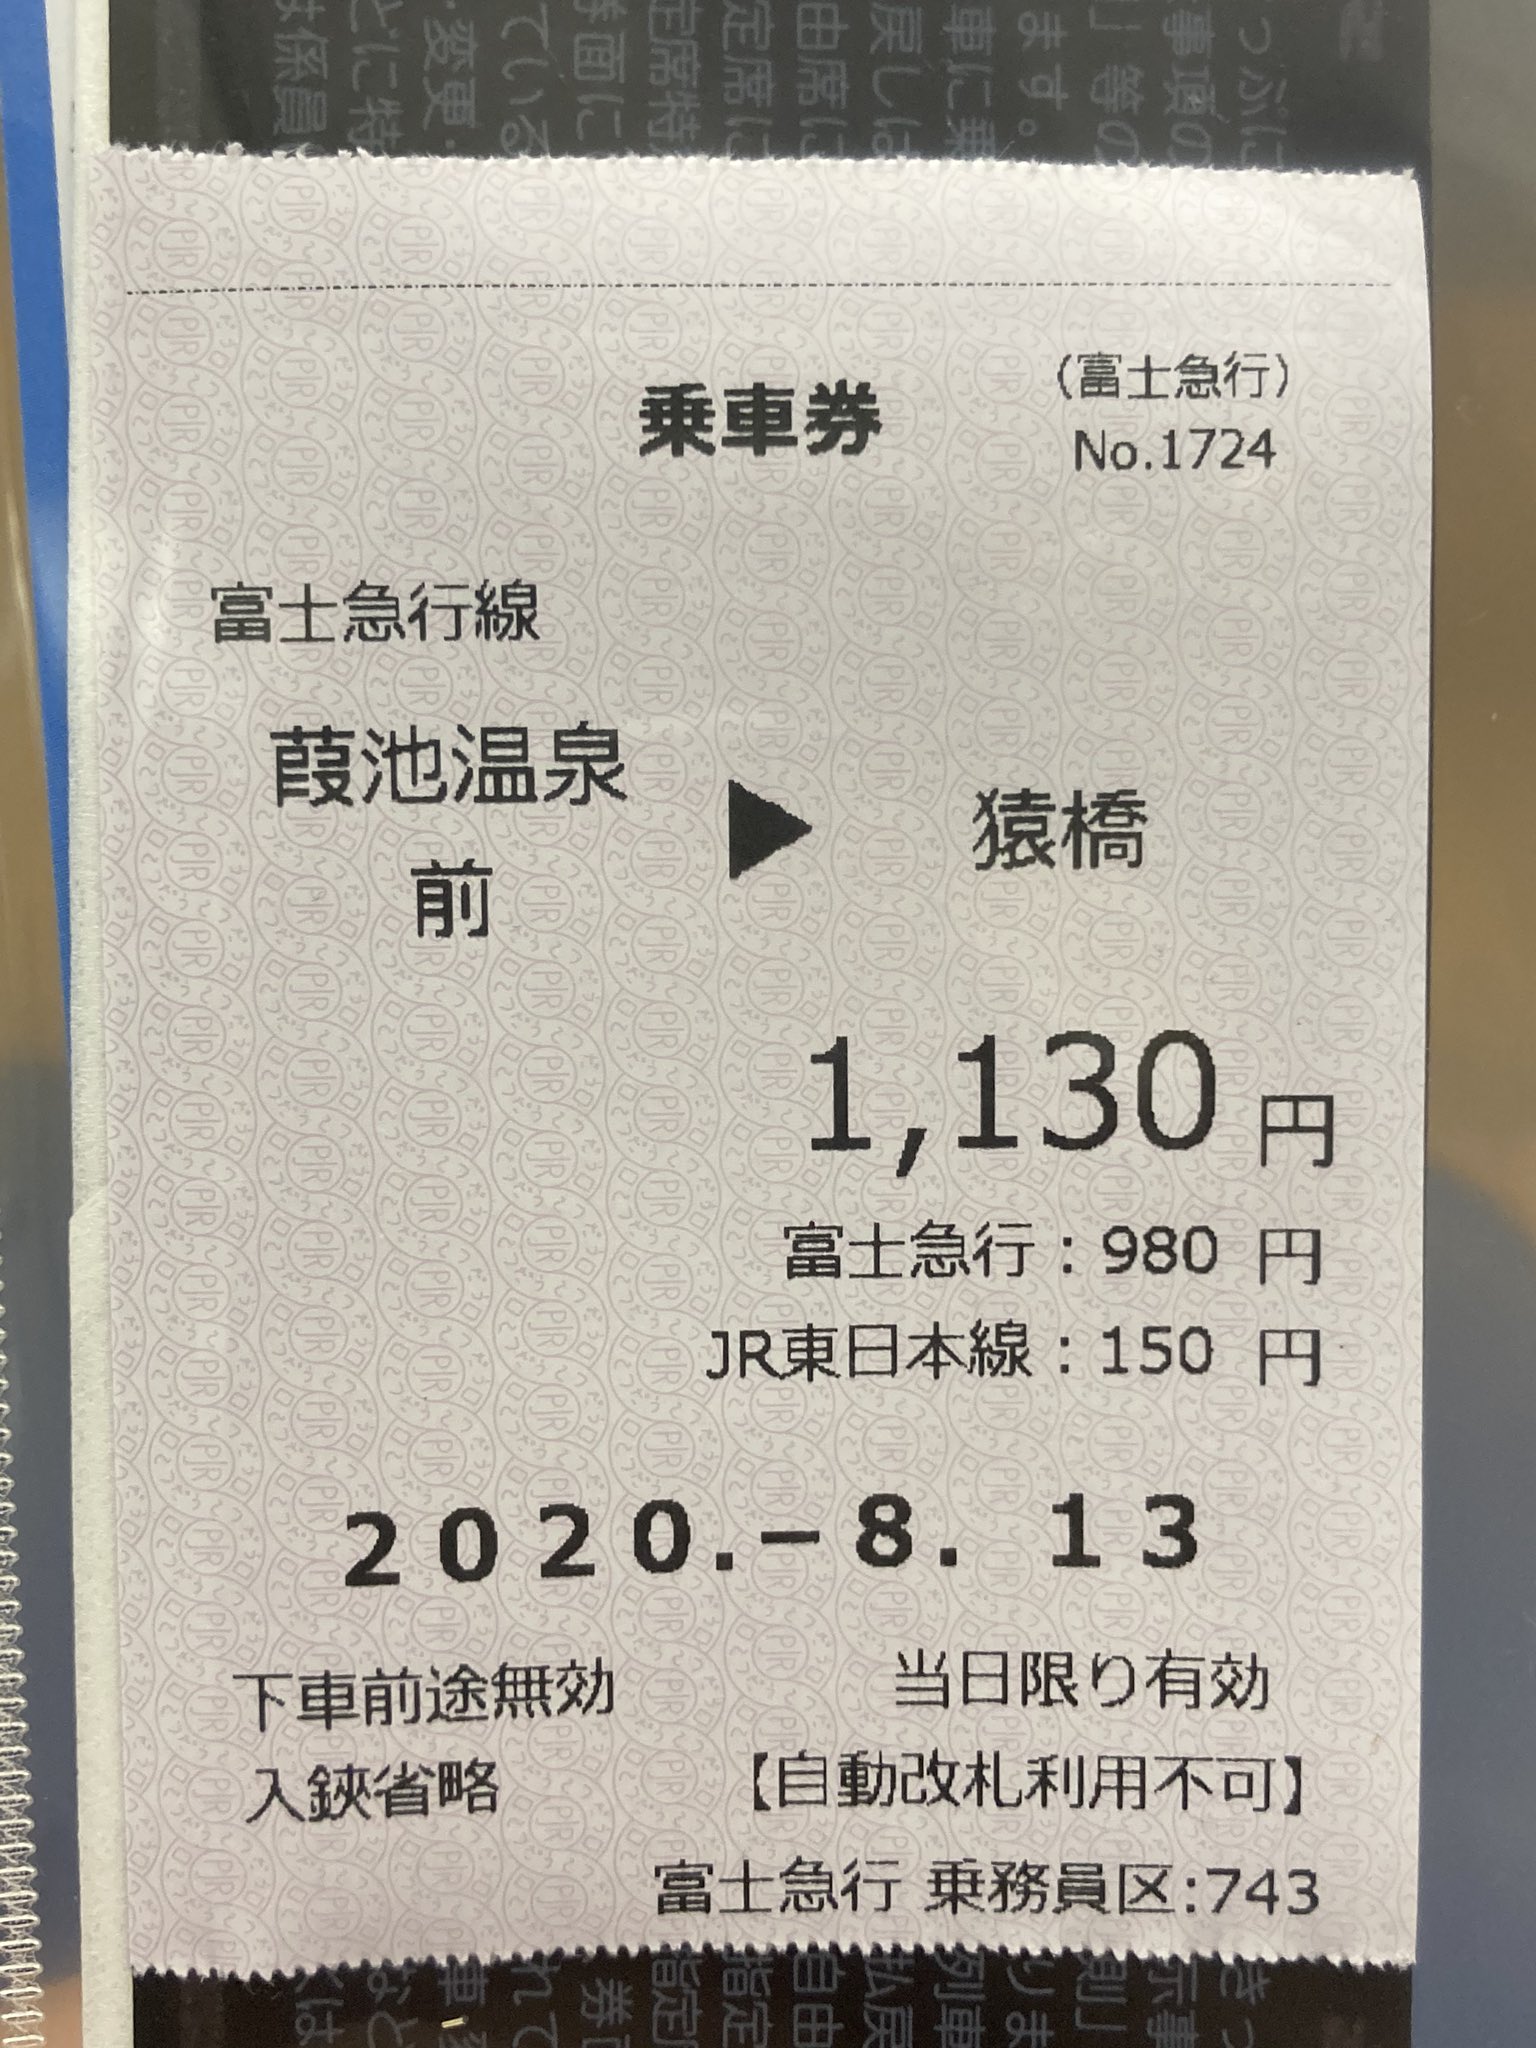 乗車券
(富士急行)
No.1724
富士急行線
葭池温泉
前
▶
猿橋
1,130 円
富士急行:980 円
JR東日本線:150 円
2020.-8. 13
下車前途無効 当日限り有効
入鋏省略 【自動改札利用不可】
富士急行 乗務員区:743